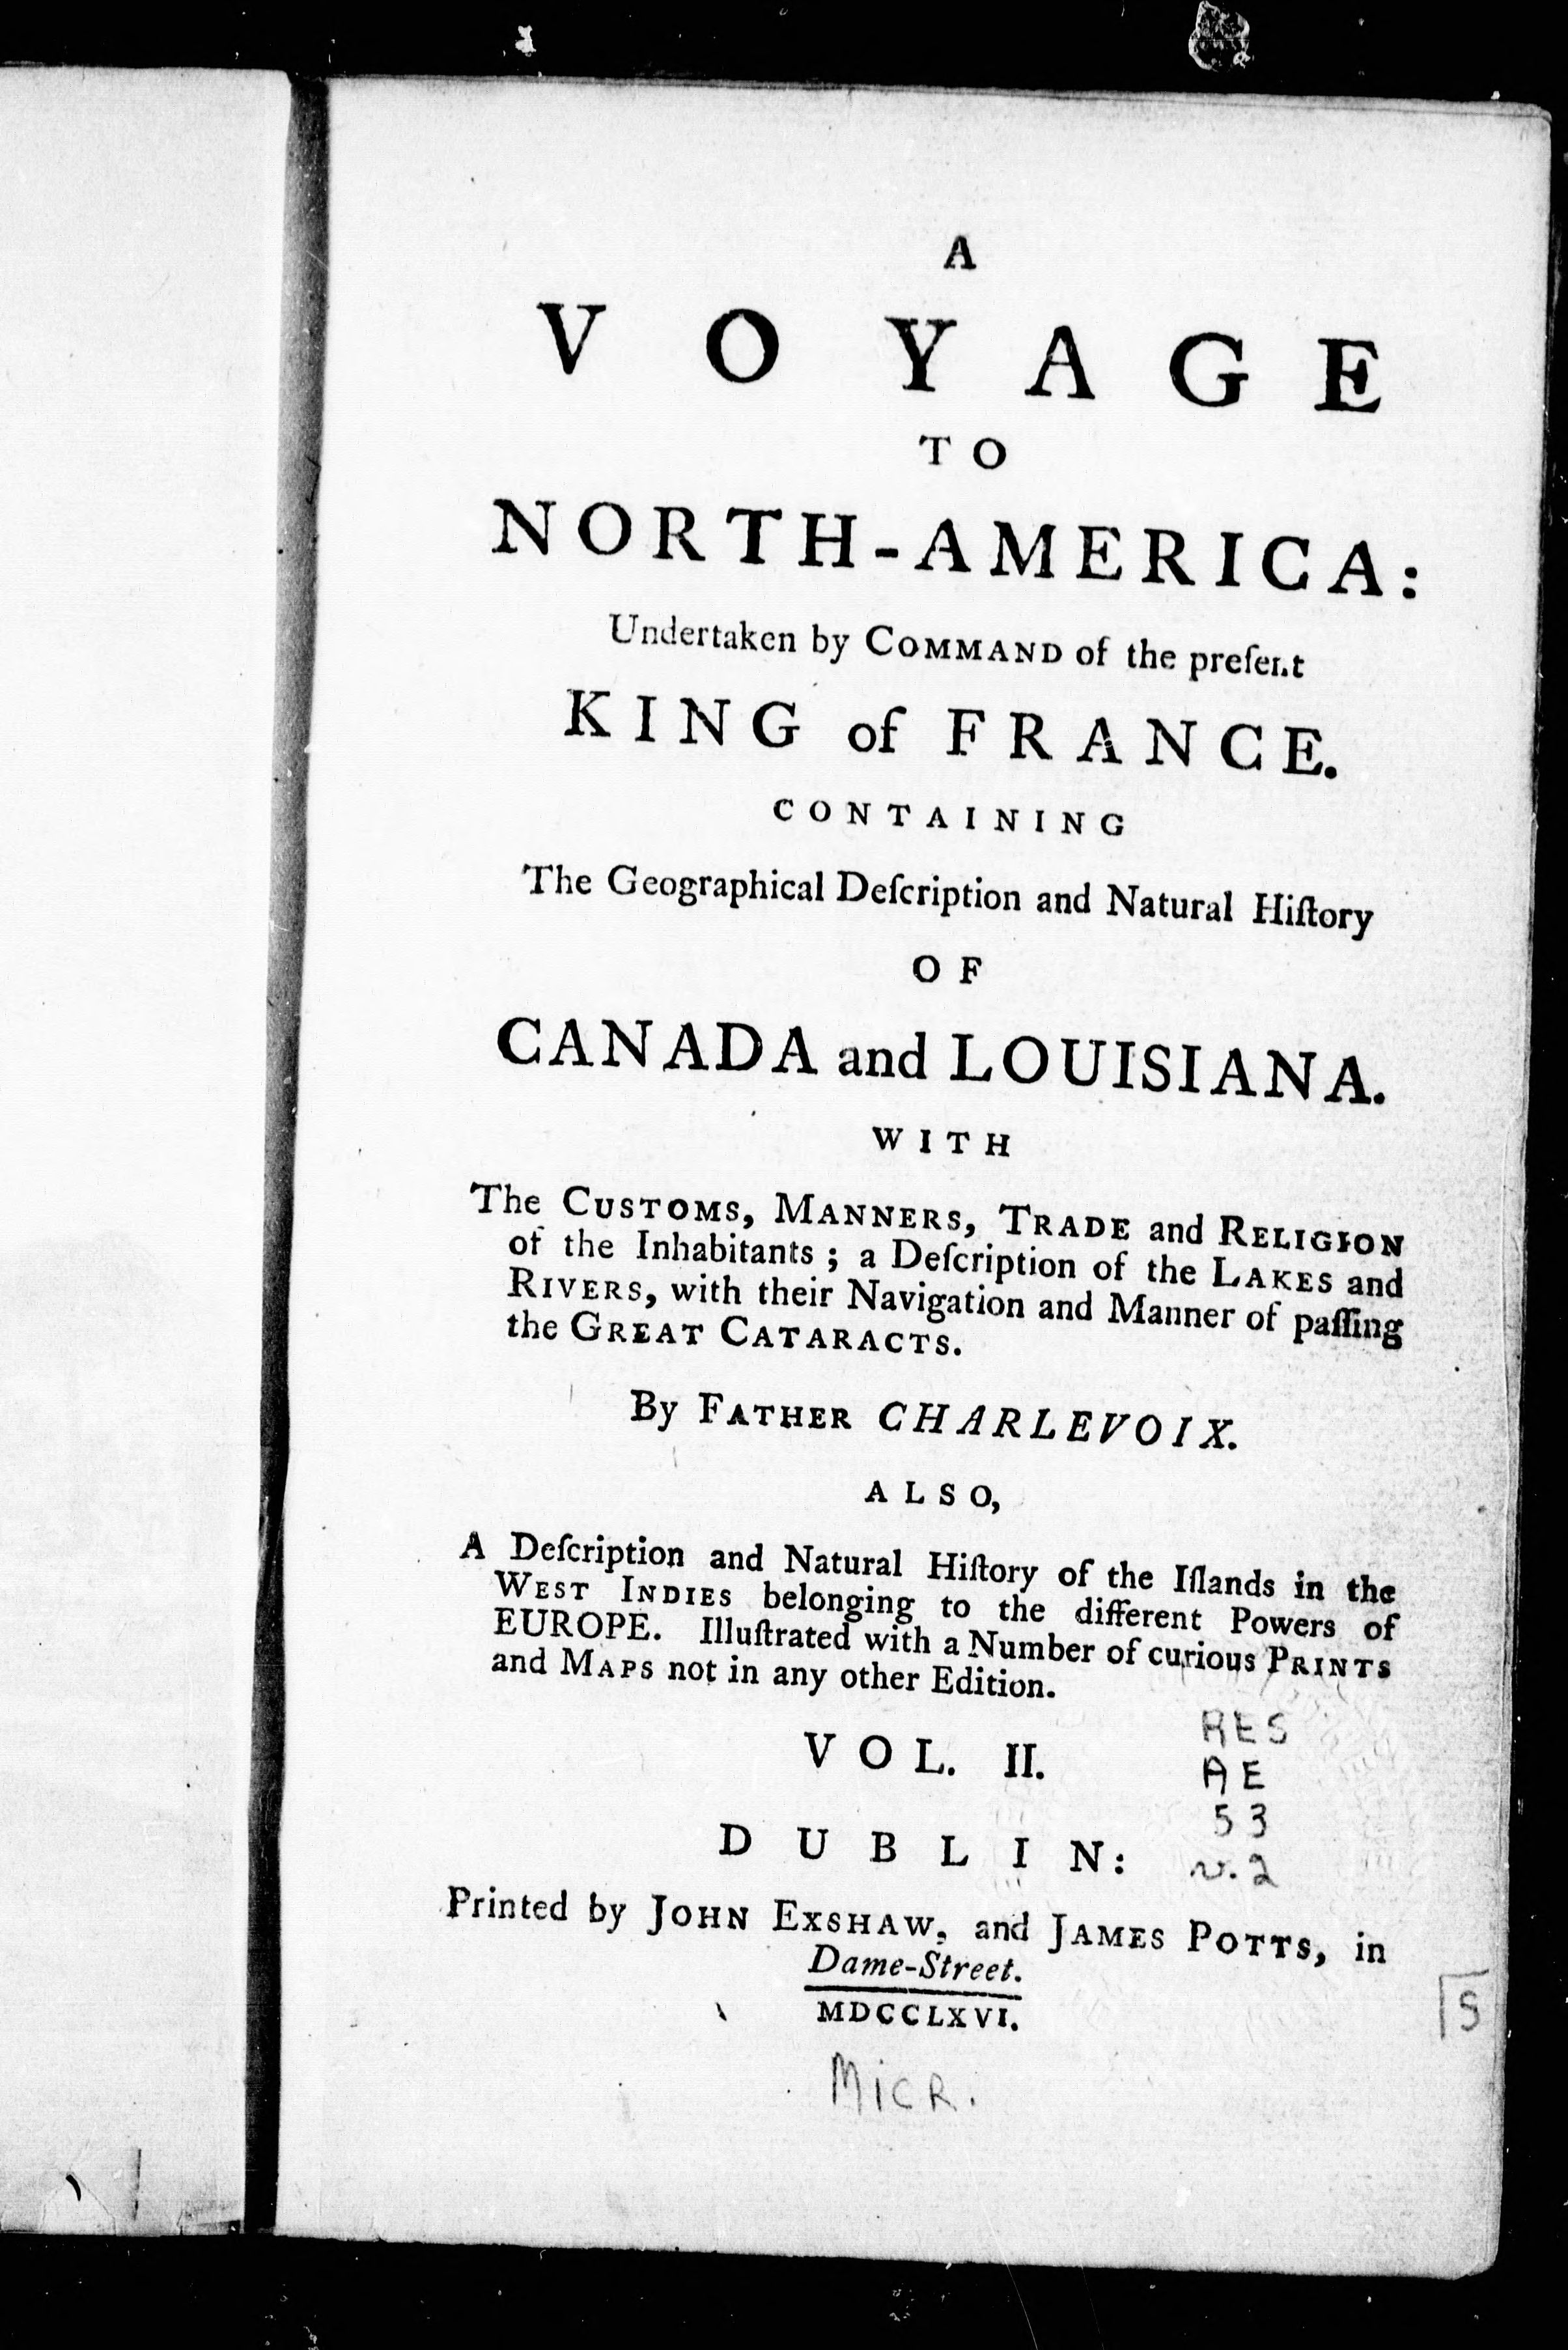 A
VOYAGE
TO
NORTH-AMERICA:
Undertaken by COMMAND of the preſent
KING of FRANCE.
CONTAINING
The Geographical Deſcription and Natural Hiſtory
OF
CANADA and LOUISIANA.
WITH
The CUSTOMS, MANNERS, TRADE and RELIGION
of the Inhabitants; a Deſcription of the LAKES and
RIVERS, with their Navigation and Manner of paſſing
the GREAT CATARACTS.
By FATHER CHARLEVOIX.
ALSO,
A Deſcription and Natural Hiſtory of the Iſlands in the
WEST INDIES belonging to the different Powers of
EUROPE. Illuſtrated with a Number of curious PRINTS
and MAPS not in any other Edition.
VOL. II.
RES
AE
53
v.2
DUBLIN:
Printed by JOHN EXSHAW, and JAMES POTTS, in
Dame-Street.
MDCCLXVI.
S
MICR.